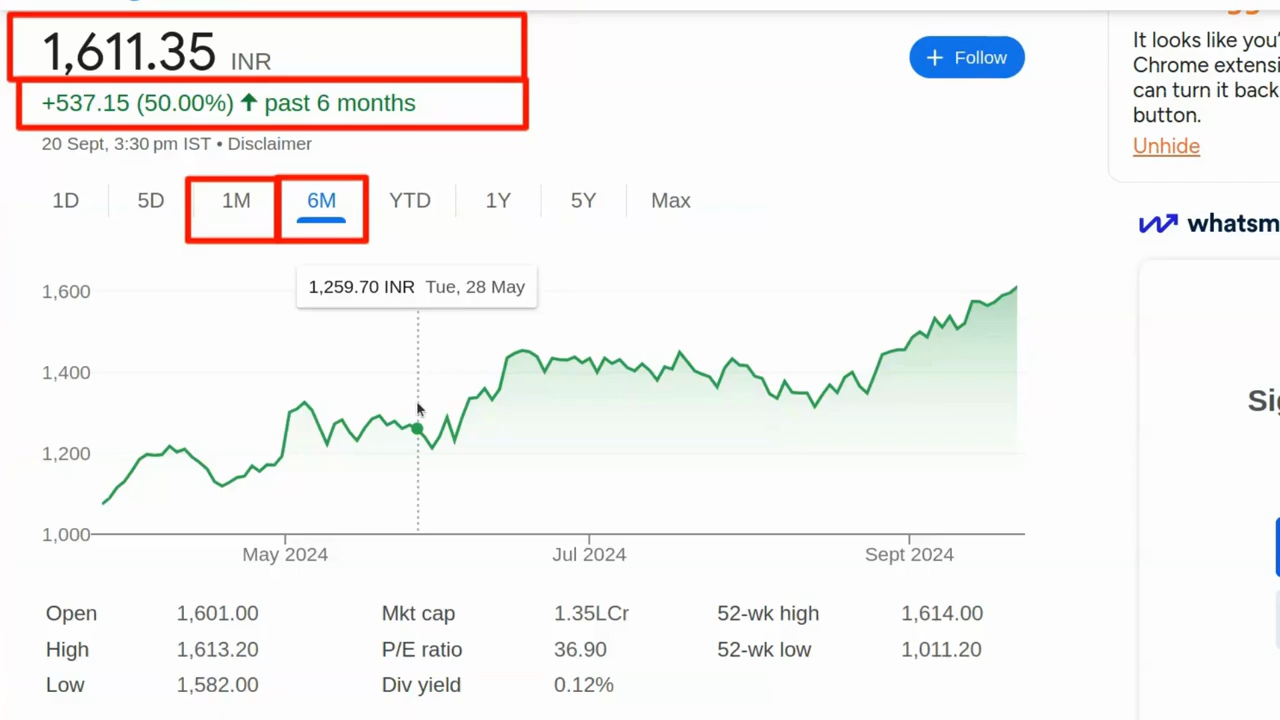 1,611.35 INR
+ Follow
+537.15 (50.00%) ↑ past 6 months
20 Sept, 3:30 pm IST • Disclaimer
1D 5D 1M 6M YTD 1Y 5Y Max
1,259.70 INR Tue, 28 May
1,600
1,400
1,200
1,000
May 2024 Jul 2024 Sept 2024
Open 1,601.00 Mkt cap 1.35LCr 52-wk high 1,614.00
High 1,613.20 P/E ratio 36.90 52-wk low 1,011.20
Low 1,582.00 Div yield 0.12%
It looks like you'
Chrome extensi
can turn it back
button.
Unhide
whatsm
Sig